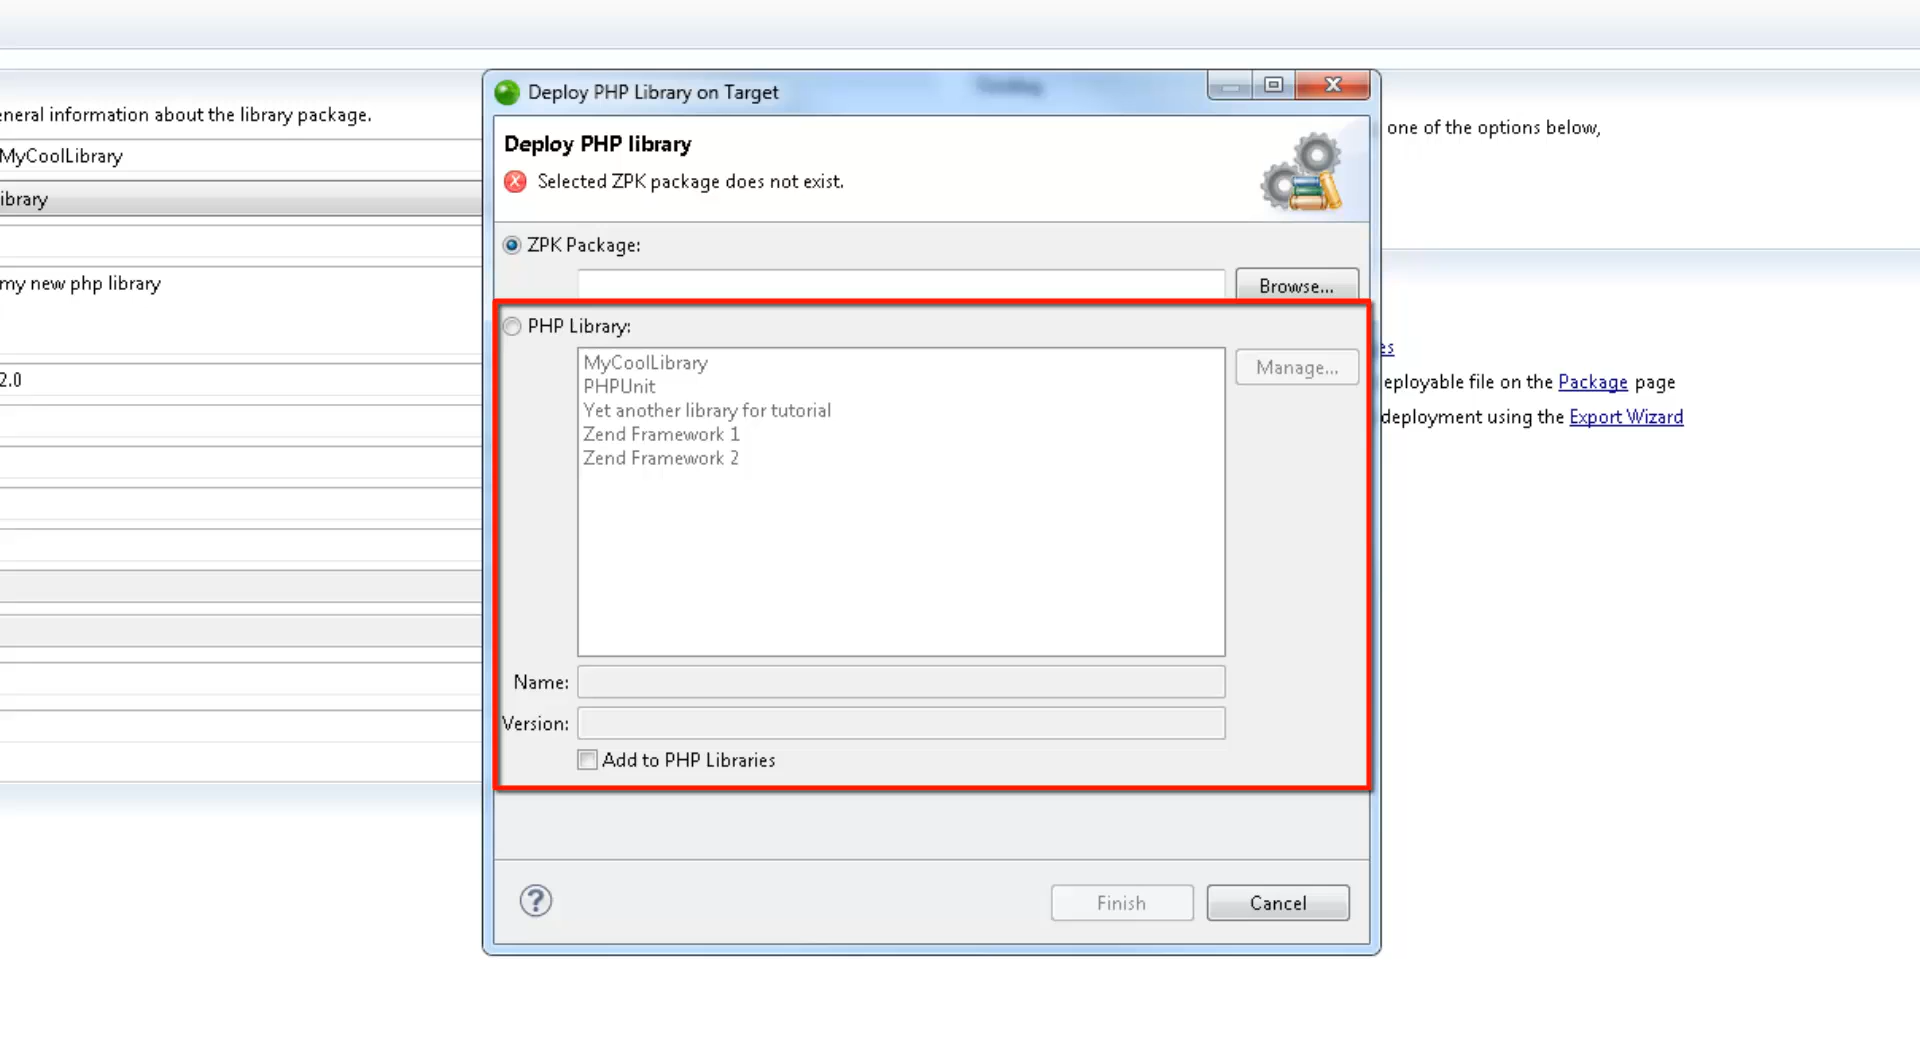 Deploy PHP Library on Target
eneral information about the library package.
MyCoolLibrary
ibrary
my new php library
2.0
Deploy PHP library
Selected ZPK package does not exist.
ZPK Package:
Browse...
PHP Library:
MyCoolLibrary
PHPUnit
Yet another library for tutorial
Zend Framework 1
Zend Framework 2
Manage...
Name:
Version:
Add to PHP Libraries
?
Finish
Cancel
one of the options below,
es
eployable file on the Package page
deployment using the Export Wizard